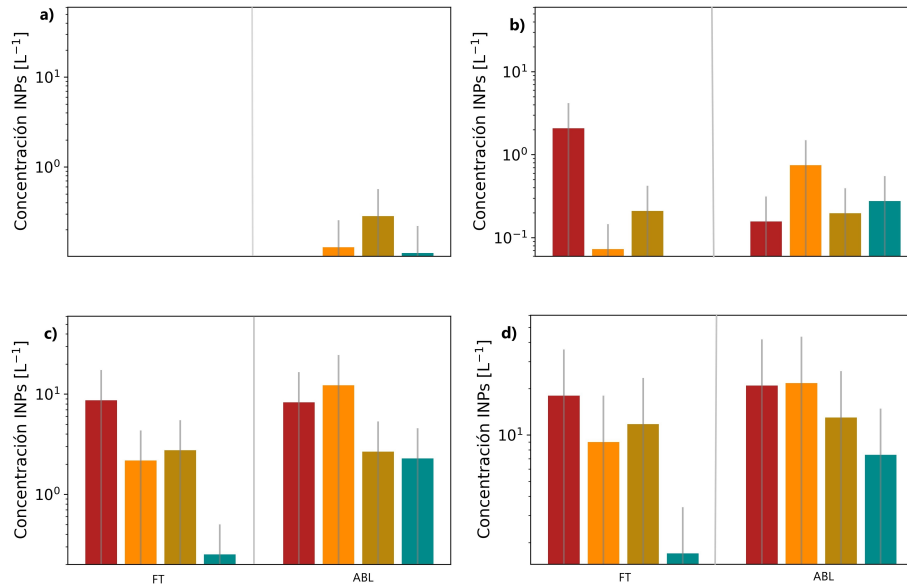 a)
Concentración INPs [L⁻¹]
10¹
10⁰
b)
Concentración INPs [L⁻¹]
10¹
10⁰
10⁻¹
c)
Concentración INPs [L⁻¹]
10¹
10⁰
FT
ABL
d)
Concentración INPs [L⁻¹]
10¹
FT
ABL